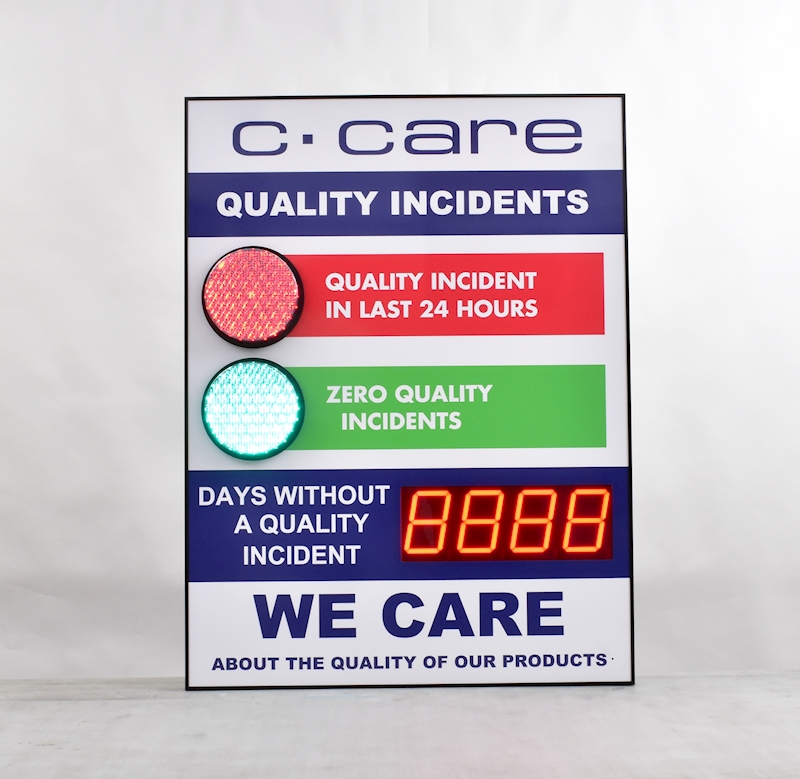 c·care
QUALITY INCIDENTS
QUALITY INCIDENT
IN LAST 24 HOURS
ZERO QUALITY
INCIDENTS
DAYS WITHOUT
A QUALITY
INCIDENT
8888
WE CARE
ABOUT THE QUALITY OF OUR PRODUCTS